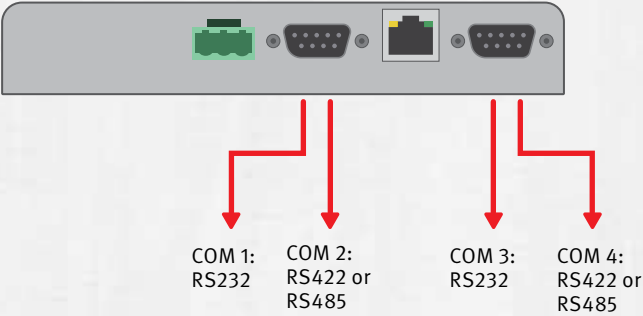 COM 1:
RS232
COM 2:
RS422 or
RS485
COM 3:
RS232
COM 4:
RS422 or
RS485